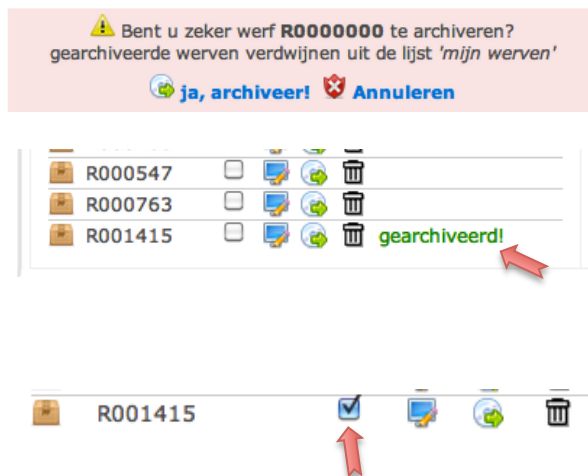 Bent u zeker werf R0000000 te archiveren?
gearchiveerde werven verdwijnen uit de lijst 'mijn werven'
ja, archiveer! Annuleren
R000547
R000763
R001415 gearchiveerd!
R001415